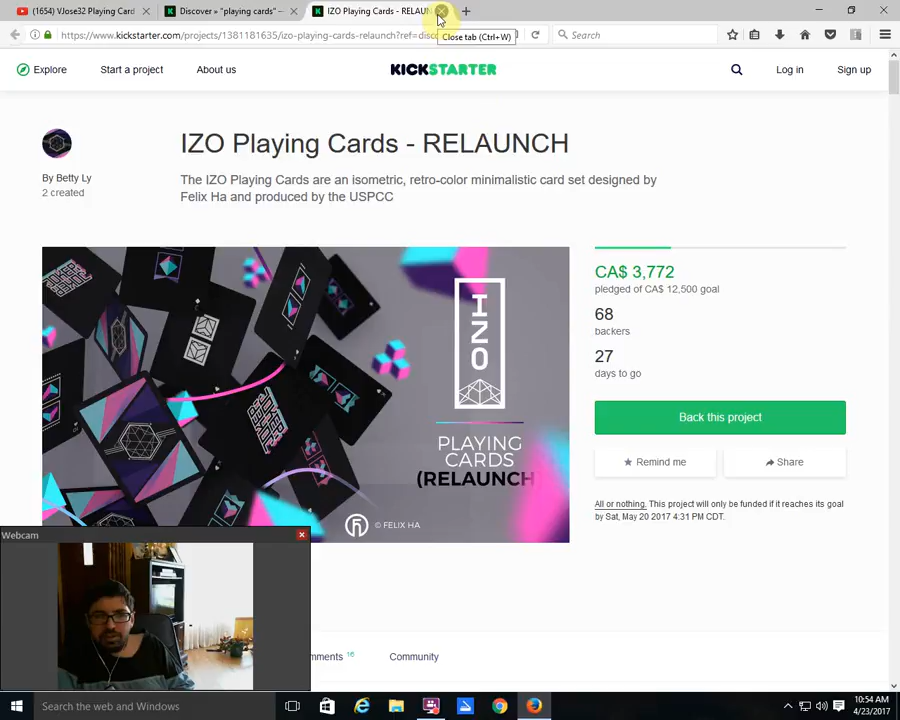 (1654) VJose32 Playing Card
Discover » "playing cards" –
IZO Playing Cards - RELAUN
https://www.kickstarter.com/projects/1381181635/izo-playing-cards-relaunch?ref=disc
Close tab (Ctrl+W)
Search
Explore
Start a project
About us
KICKSTARTER
Log in
Sign up
IZO Playing Cards - RELAUNCH
By Betty Ly
2 created
The IZO Playing Cards are an isometric, retro-color minimalistic card set designed by
Felix Ha and produced by the USPCC
IZO
PLAYING
CARDS
(RELAUNCH
© FELIX HA
CA$ 3,772
pledged of CA$ 12,500 goal
68
backers
27
days to go
Back this project
Remind me
Share
All or nothing. This project will only be funded if it reaches its goal
by Sat, May 20 2017 4:31 PM CDT.
Webcam
mments 16
Community
Search the web and Windows
10:54 AM
4/23/2017